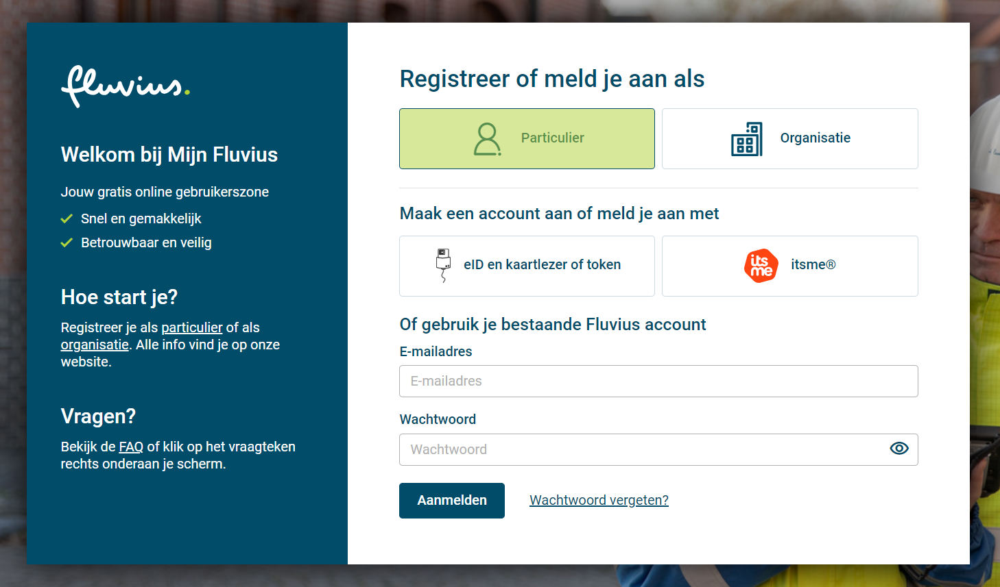 fluvius.
Welkom bij Mijn Fluvius
Jouw gratis online gebruikerszone
Snel en gemakkelijk
Betrouwbaar en veilig
Hoe start je?
Registreer je als particulier of als
organisatie. Alle info vind je op onze
website.
Vragen?
Bekijk de FAQ of klik op het vraagteken
rechts onderaan je scherm.
Registreer of meld je aan als
Particulier
Organisatie
Maak een account aan of meld je aan met
eID en kaartlezer of token
its
me
itsme®
Of gebruik je bestaande Fluvius account
E-mailadres
E-mailadres
Wachtwoord
Wachtwoord
Aanmelden
Wachtwoord vergeten?